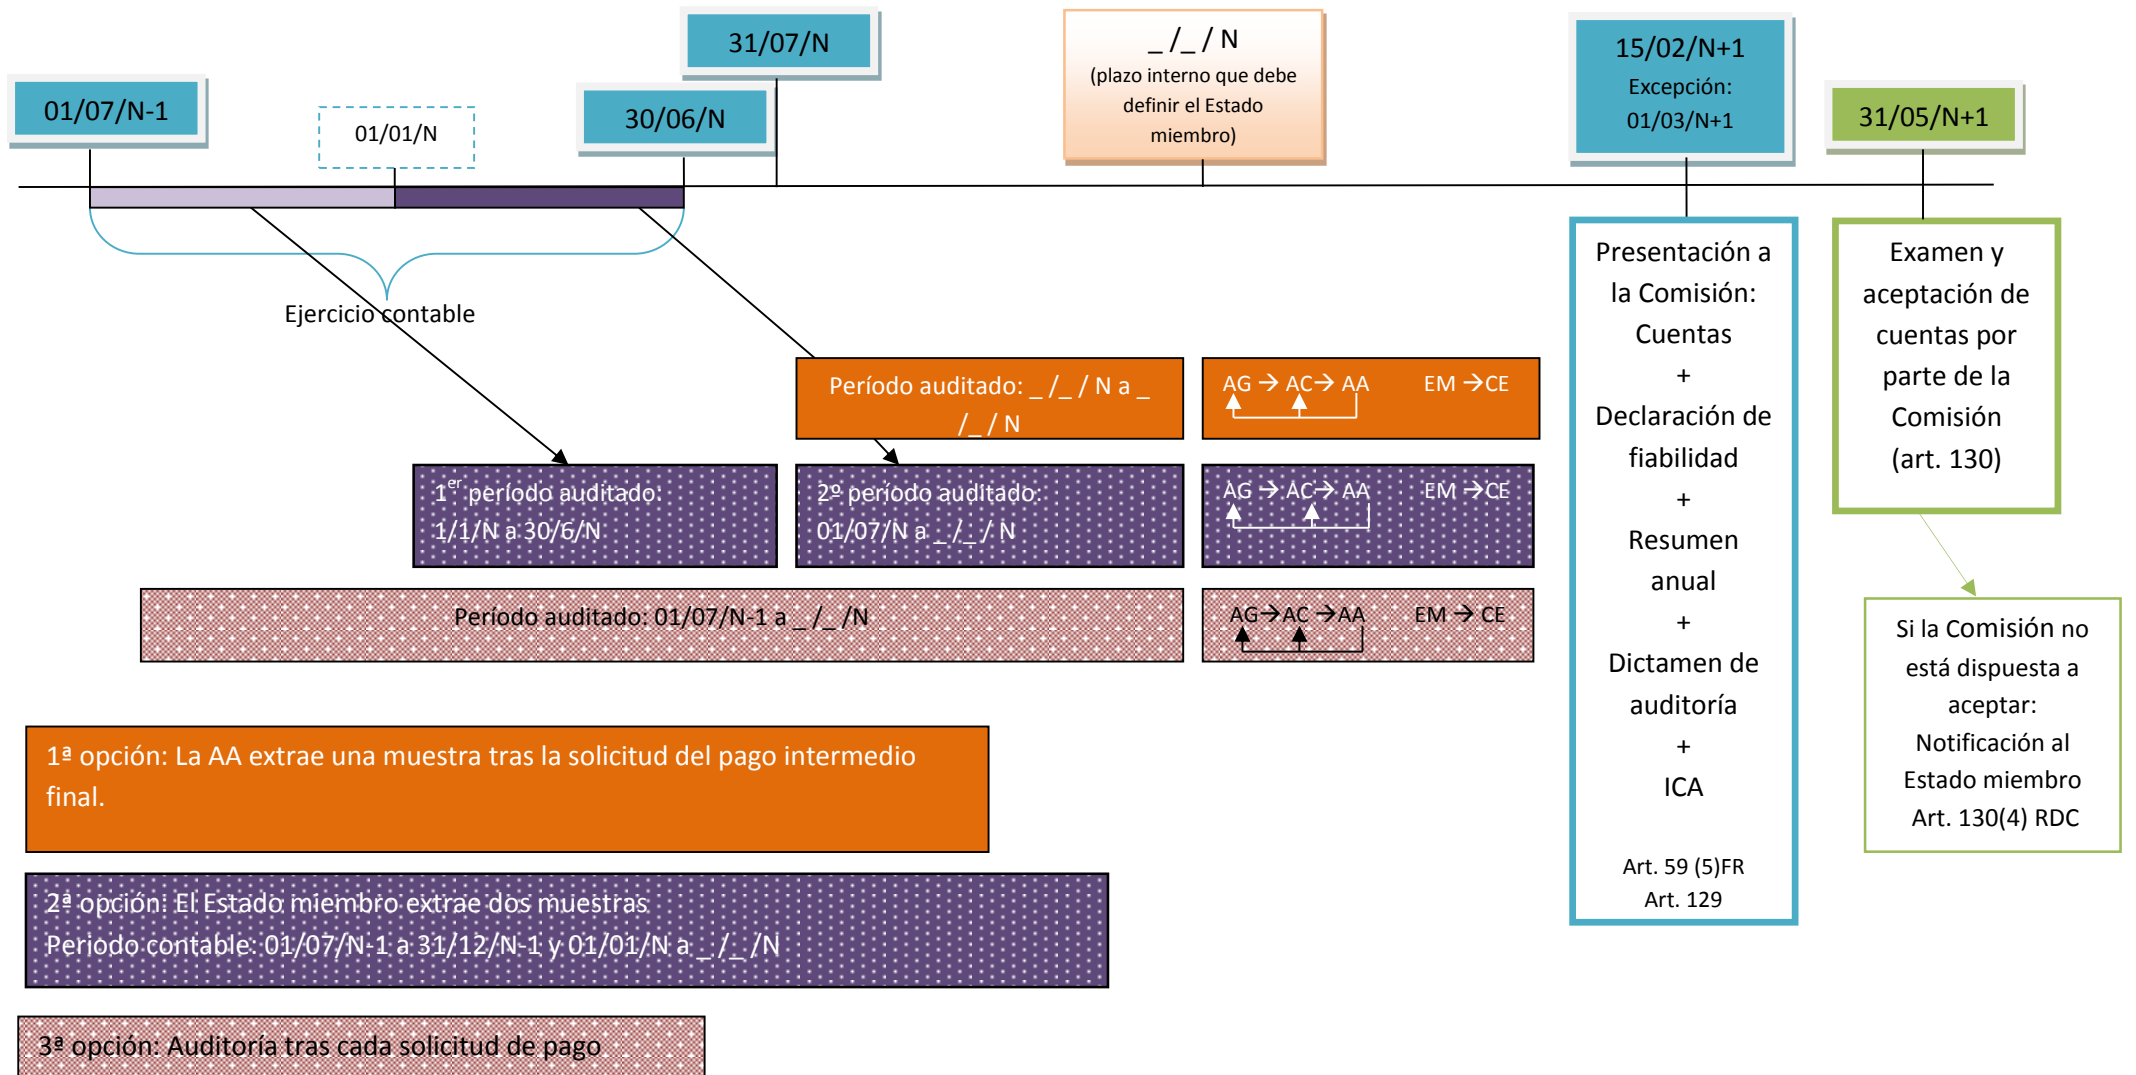 31/07/N
_ /_ / N
(plazo interno que debe
definir el Estado
miembro)
15/02/N+1
Excepción:
01/03/N+1
01/07/N-1
01/01/N
30/06/N
31/05/N+1
Ejercicio contable
Presentación a
la Comisión:
Cuentas
+
Declaración de
fiabilidad
+
Resumen
anual
+
Dictamen de
auditoría
+
ICA
Art. 59 (5)FR
Art. 129
Examen y
aceptación de
cuentas por
parte de la
Comisión
(art. 130)
Si la Comisión no
está dispuesta a
aceptar:
Notificación al
Estado miembro
Art. 130(4) RDC
Período auditado: _ /_ / N a _
/_ / N
AG → AC→ AA EM →CE
1er período auditado:
1/1/N a 30/6/N
2º período auditado:
01/07/N a _ /_ / N
AG → AC→ AA EM →CE
Período auditado: 01/07/N-1 a _ /_ /N
AG→AC →AA EM → CE
1ª opción: La AA extrae una muestra tras la solicitud del pago intermedio
final.
2ª opción: El Estado miembro extrae dos muestras
Periodo contable: 01/07/N-1 a 31/12/N-1 y 01/01/N a _ /_ /N
3ª opción: Auditoría tras cada solicitud de pago